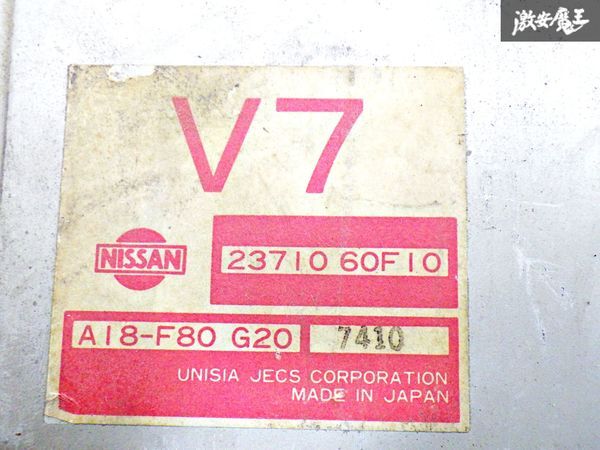 激安魔王
V7
NISSAN
23710 60F10
A18-F80 G20
7410
UNISIA JECS CORPORATION
MADE IN JAPAN